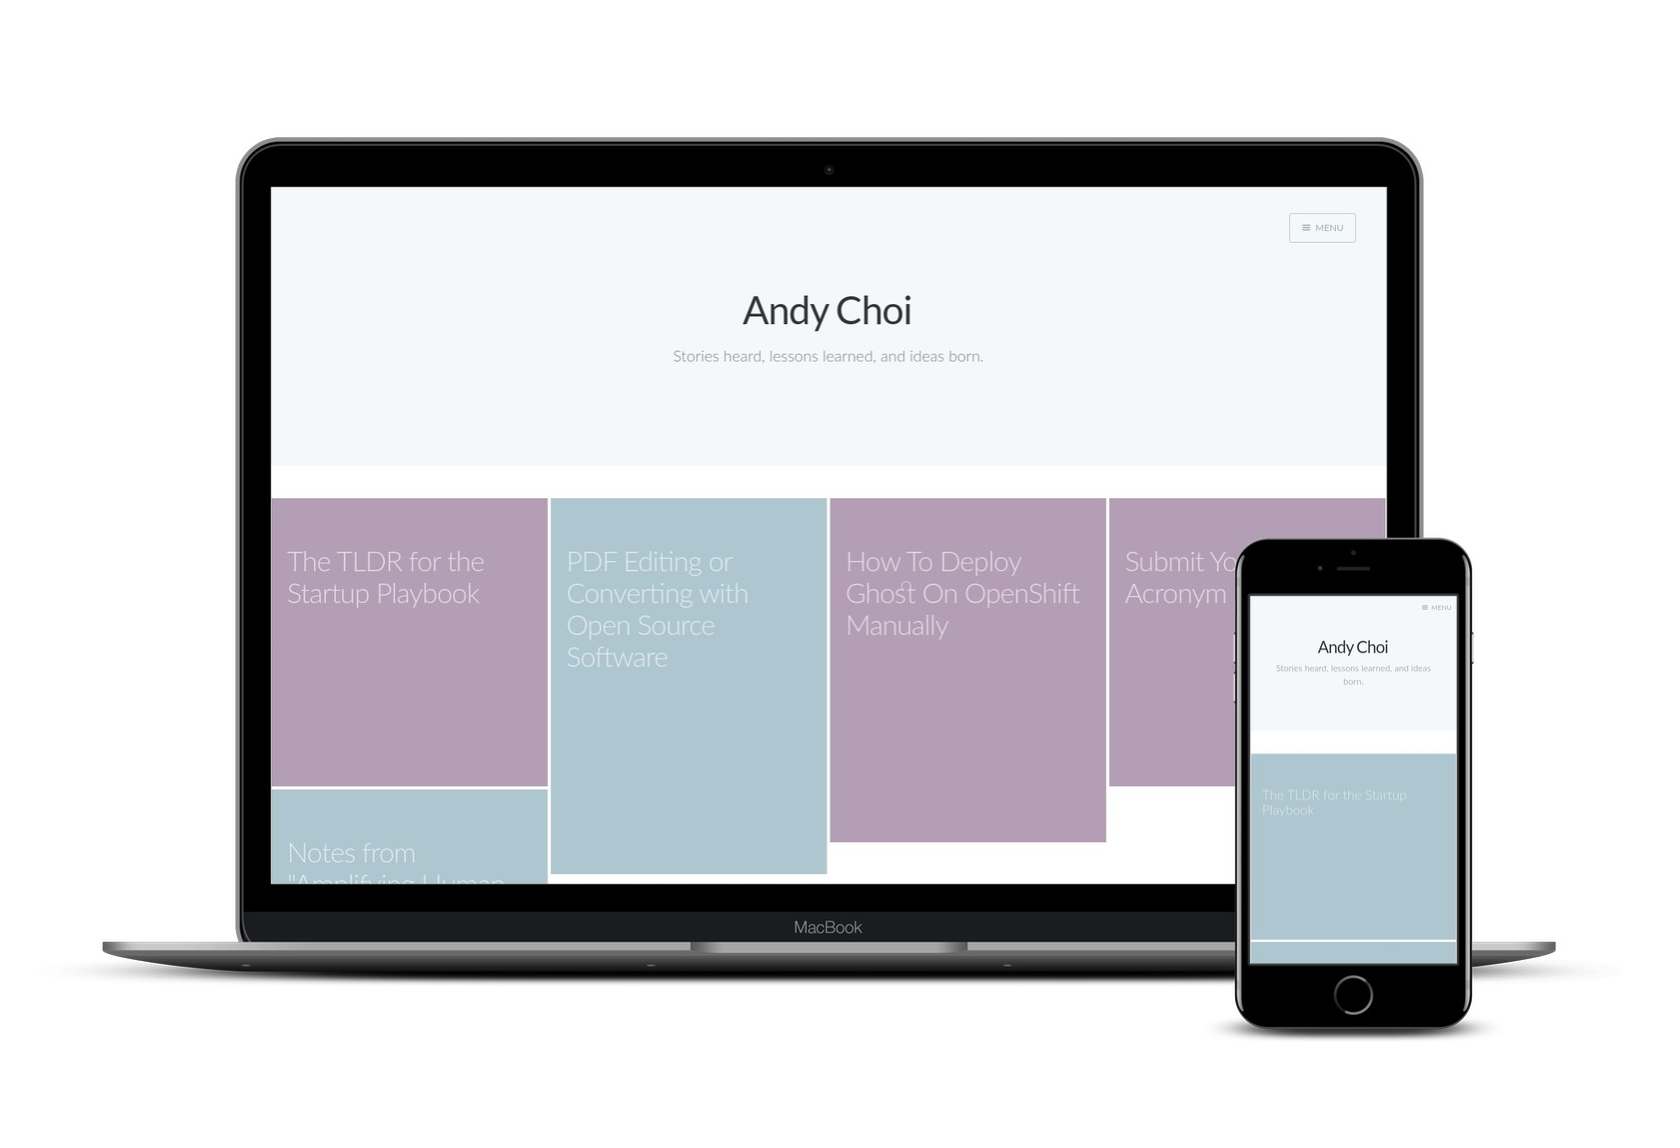 MENU
Andy Choi
Stories heard, lessons learned, and ideas born.
The TLDR for the
Startup Playbook
PDF Editing or
Converting with
Open Source
Software
How To Deploy
Ghost On OpenShift
Manually
Submit Yo
Acronym
Notes from
"Amplifying Human
MacBook
MENU
Andy Choi
Stories heard, lessons learned, and ideas
born.
The TLDR for the Startup
Playbook